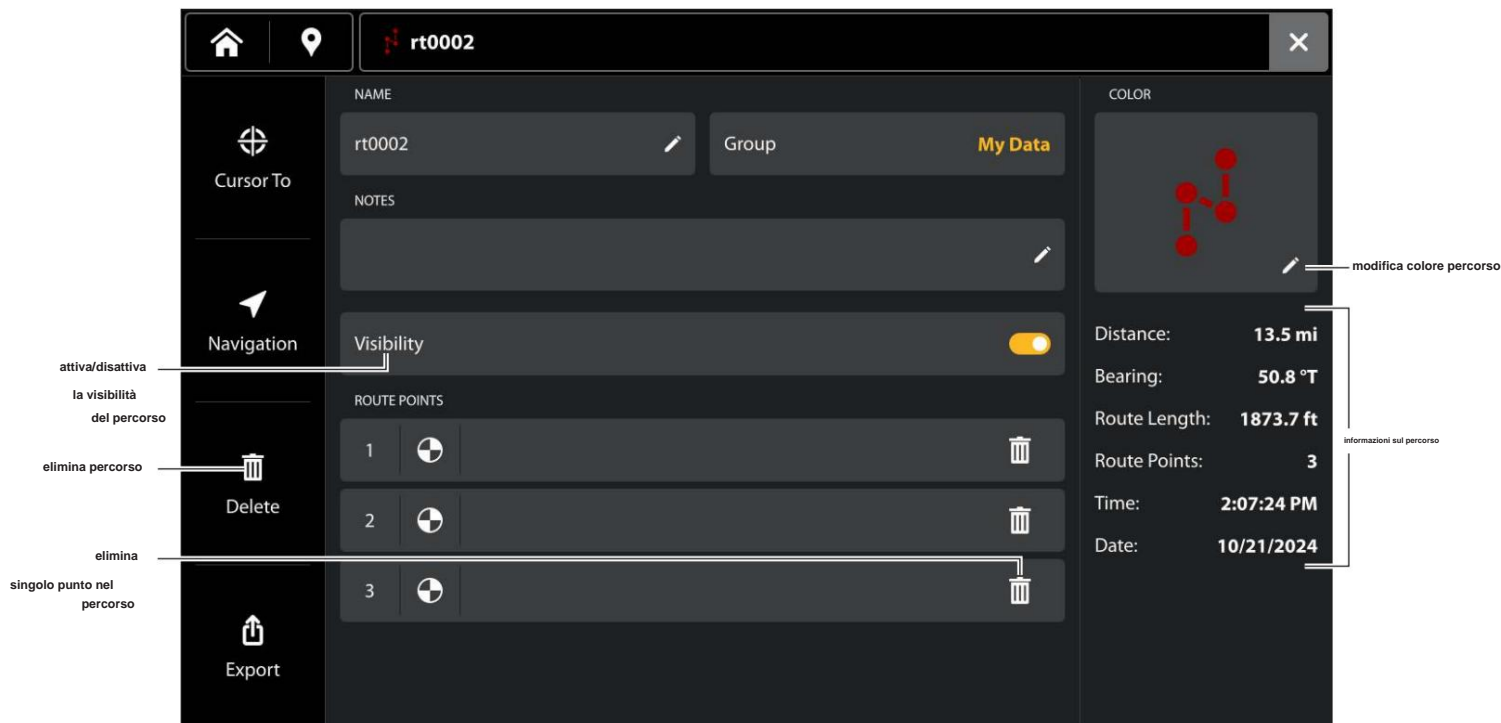 rt0002
NAME
COLOR
rt0002
Group
My Data
Cursor To
NOTES
modifica colore percorso
Navigation
Visibility
attiva/disattiva
la visibilità
del percorso
Distance: 13.5 mi
Bearing: 50.8 °T
Route Length: 1873.7 ft
Route Points: 3
Time: 2:07:24 PM
Date: 10/21/2024
informazioni sul percorso
ROUTE POINTS
1
2
3
elimina percorso
Delete
elimina
singolo punto nel
percorso
Export